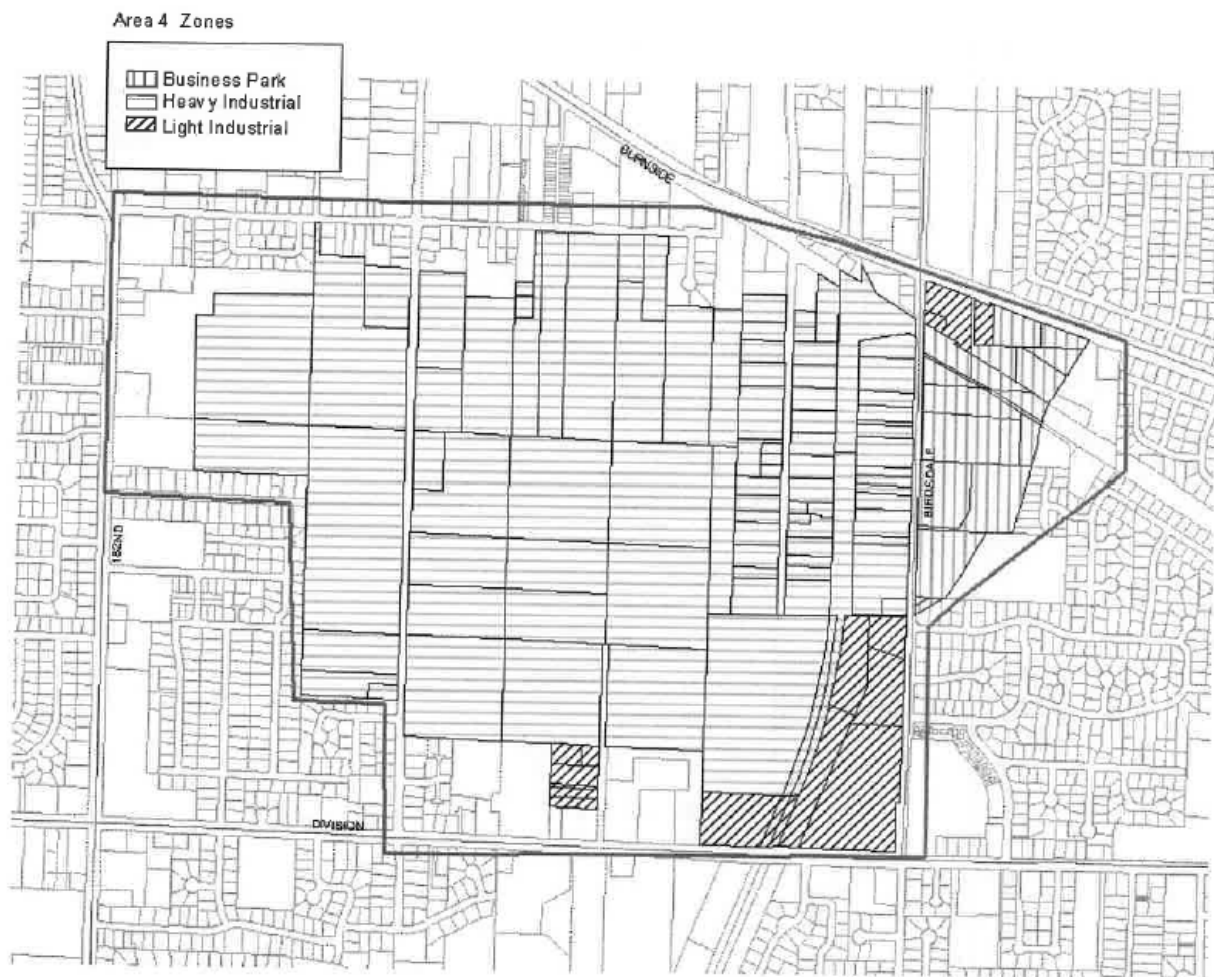 Area 4 Zones
Business Park
Heavy Industrial
Light Industrial
BURNSIDE
BIRDSDALE
182ND
DIVISION